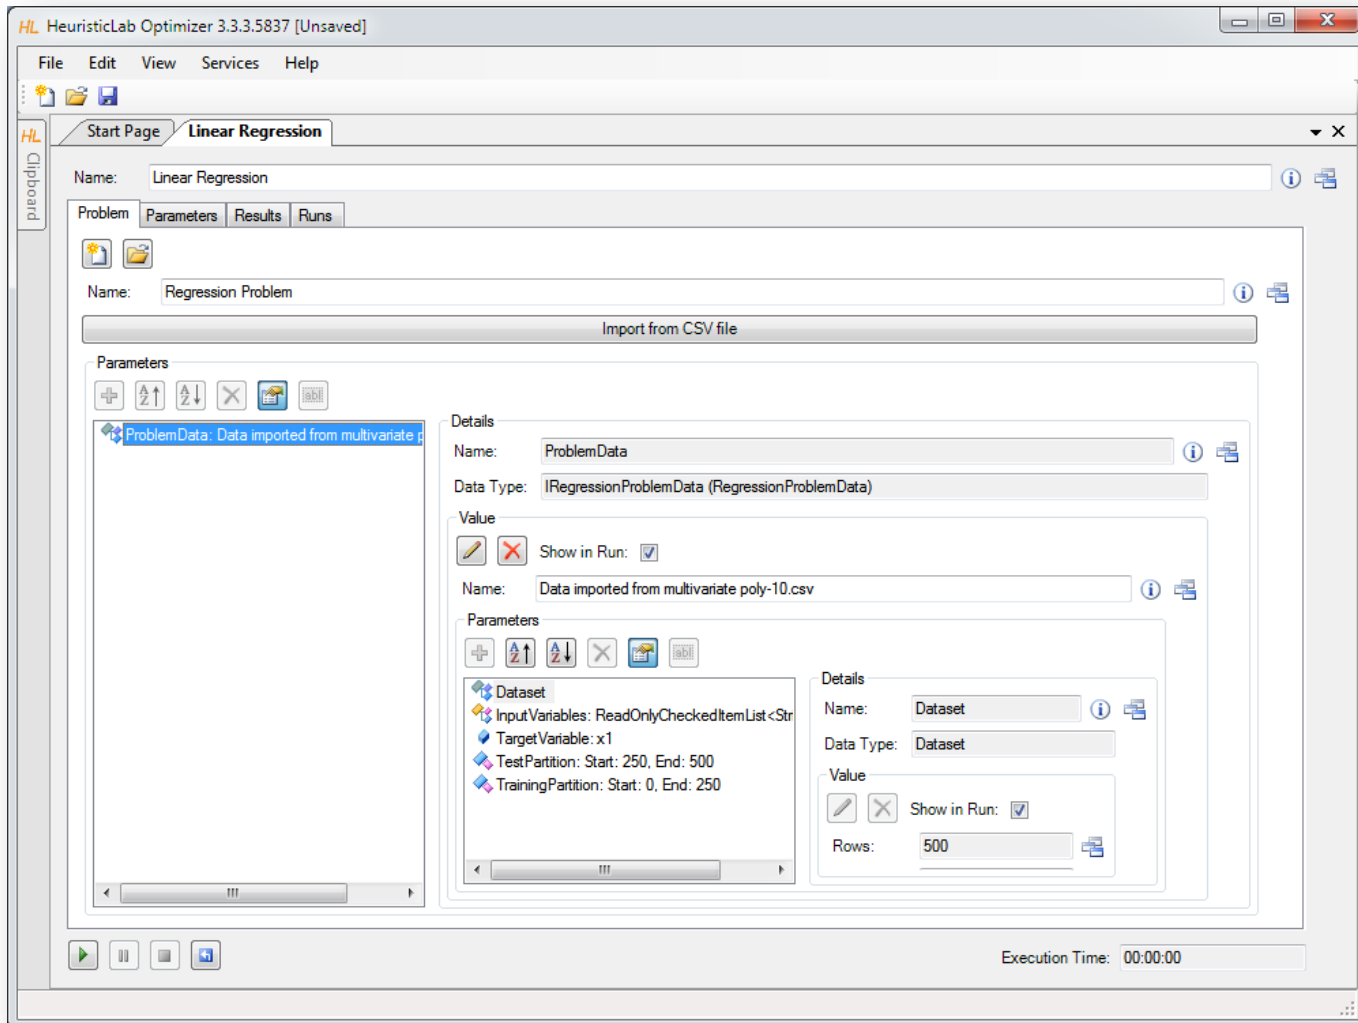 HL HeuristicLab Optimizer 3.3.3.5837 [Unsaved]
File Edit View Services Help
HL Clipboard
Start Page Linear Regression
Name: Linear Regression
Problem Parameters Results Runs
Name: Regression Problem
Import from CSV file
Parameters
ProblemData: Data imported from multivariate p
Details
Name: ProblemData
Data Type: IRegressionProblemData (RegressionProblemData)
Value
Show in Run:
Name: Data imported from multivariate poly-10.csv
Parameters
Dataset
InputVariables: ReadOnlyCheckedItemList<Str
TargetVariable: x1
TestPartition: Start: 250, End: 500
TrainingPartition: Start: 0, End: 250
Details
Name: Dataset
Data Type: Dataset
Value
Show in Run:
Rows: 500
Execution Time: 00:00:00